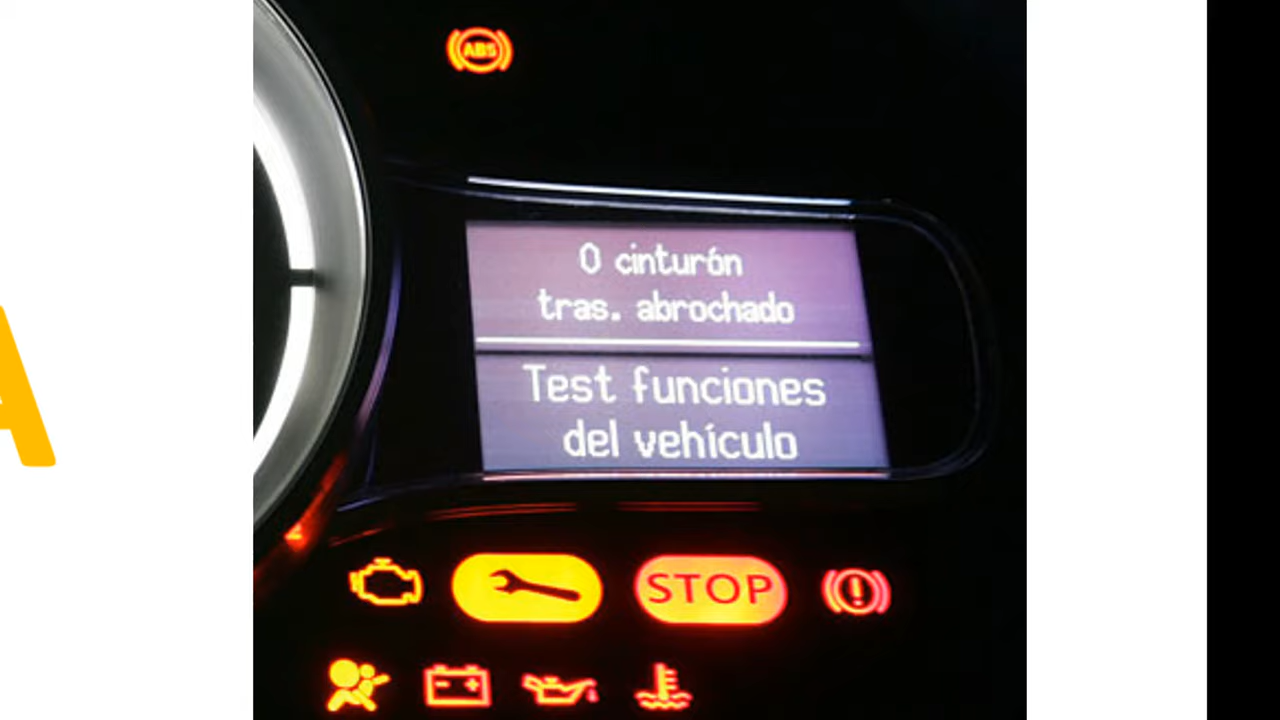 ABS
0 cinturón
tras. abrochado
Test funciones
del vehículo
STOP
A